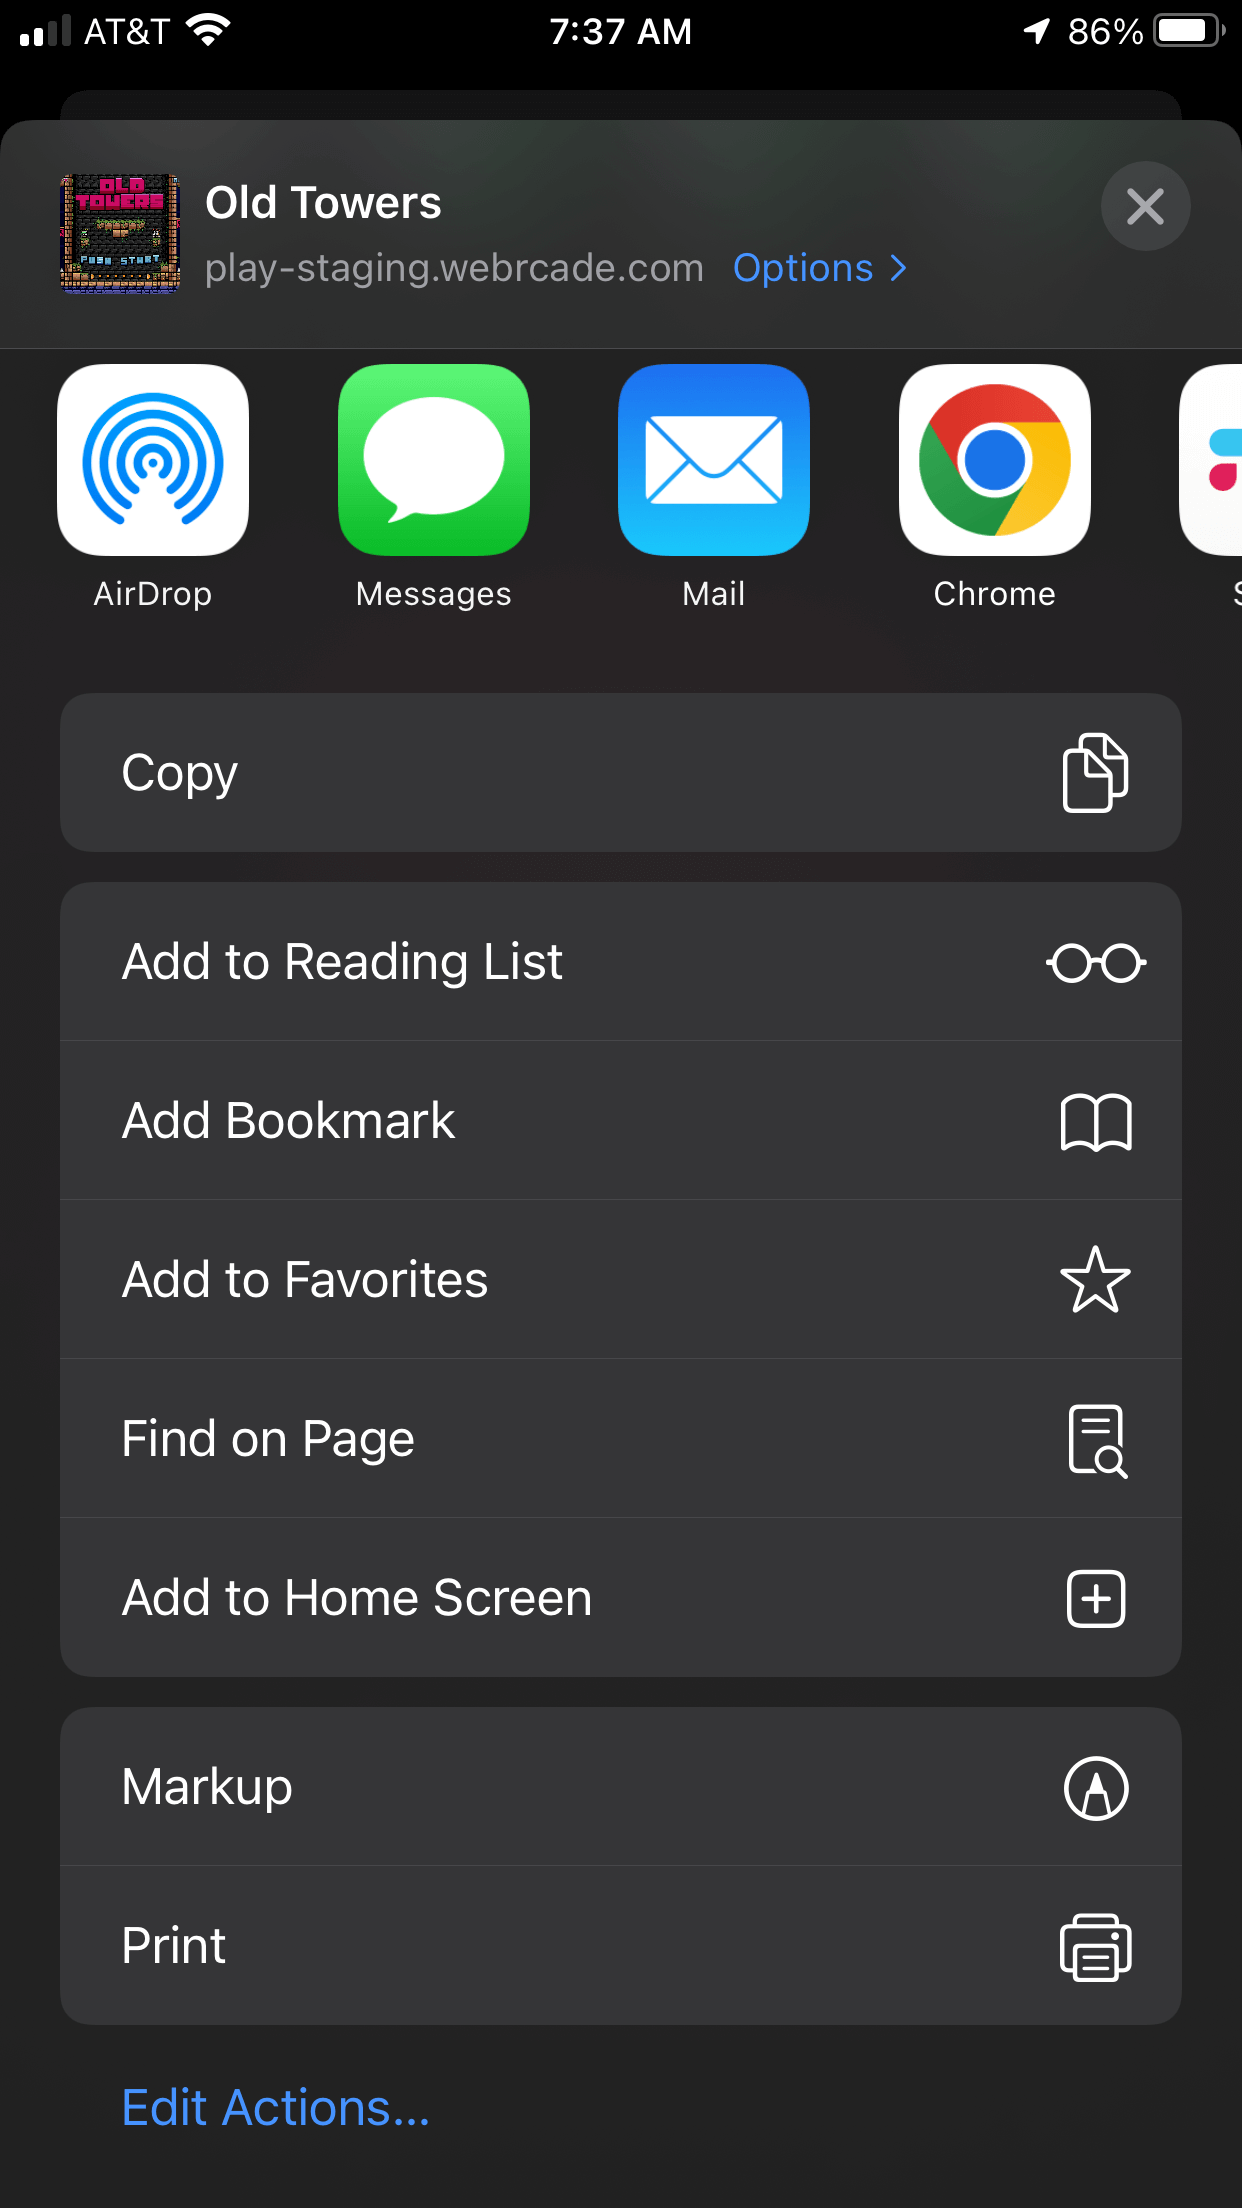 AT&T 7:37 AM 86%
OLD
TOWERS
PUSH START
Old Towers
play-staging.webrcade.com Options
AirDrop Messages Mail Chrome S
Copy
Add to Reading List
Add Bookmark
Add to Favorites
Find on Page
Add to Home Screen
Markup
Print
Edit Actions...